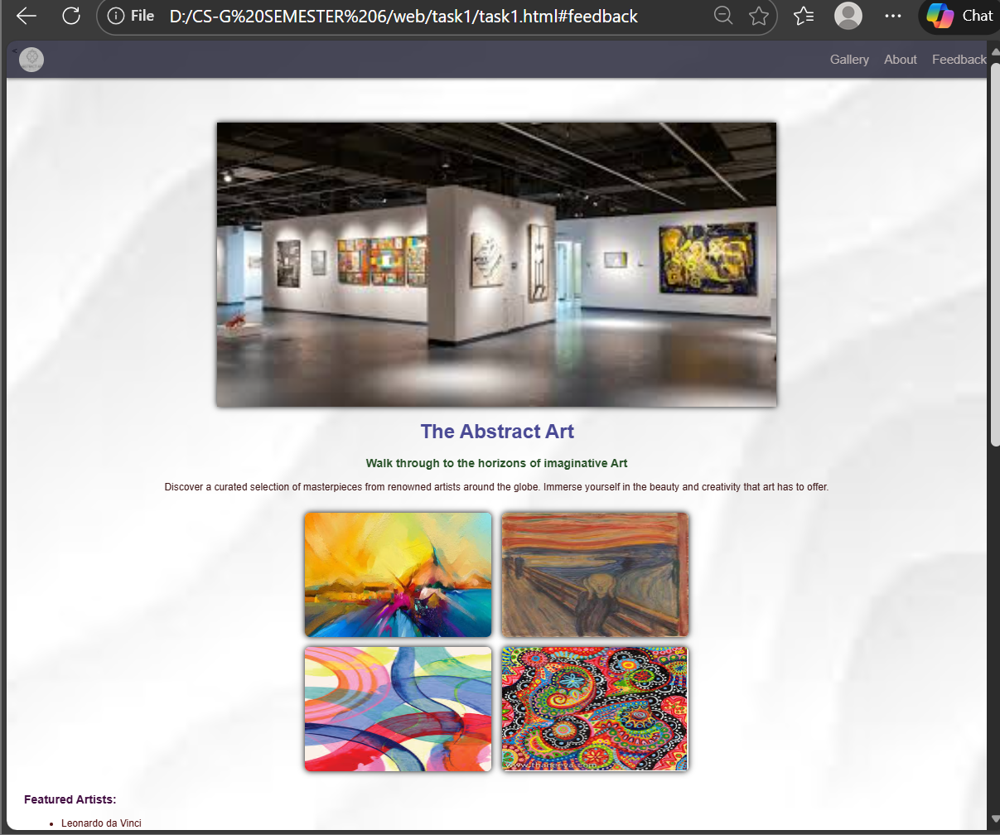 File D:/CS-G%20SEMESTER%206/web/task1/task1.html#feedback Chat
<
Gallery About Feedback
The Abstract Art
Walk through to the horizons of imaginative Art
Discover a curated selection of masterpieces from renowned artists around the globe. Immerse yourself in the beauty and creativity that art has to offer.
Featured Artists:
• Leonardo da Vinci